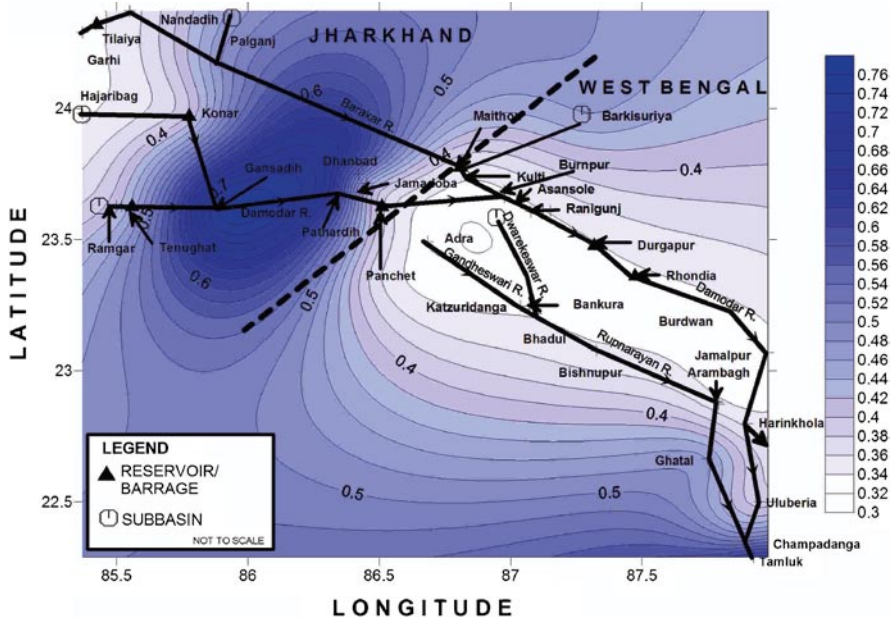 Nandadih
Tilaiya
Palganj
JHARKHAND
Garhi
0.6
0.5
WEST BENGAL
Hajaribag
24
Konar
Barakar R.
Maithon
Barkisuriya
0.4
0.6
0.4
Dhanbad
Kulti
Burnpur
0.4
Gansadih
Jamadoba
Asansole
0.5
0.7
Damodar R.
Ranigunj
23.5
Ramgar
Tenughat
Pathardih
Adra
Dwarekeswar R.
Durgapur
Panchet
Gandheswari R.
Rhondia
0.6
0.5
Damodar R.
Katzuridanga
Bankura
Burdwan
Bhadul
Rupnarayan R.
23
Jamalpur
Bishnupur
Arambagh
0.4
0.4
Harinkhola
LEGEND
RESERVOIR/
BARRAGE
SUBBASIN
NOT TO SCALE
Ghatal
22.5
0.5
0.5
Uluberia
Champadanga
Tamluk
85.5
86
86.5
87
87.5
LONGITUDE
LATITUDE
0.76
0.74
0.72
0.7
0.68
0.66
0.64
0.62
0.6
0.58
0.56
0.54
0.52
0.5
0.48
0.46
0.44
0.42
0.4
0.38
0.36
0.34
0.32
0.3